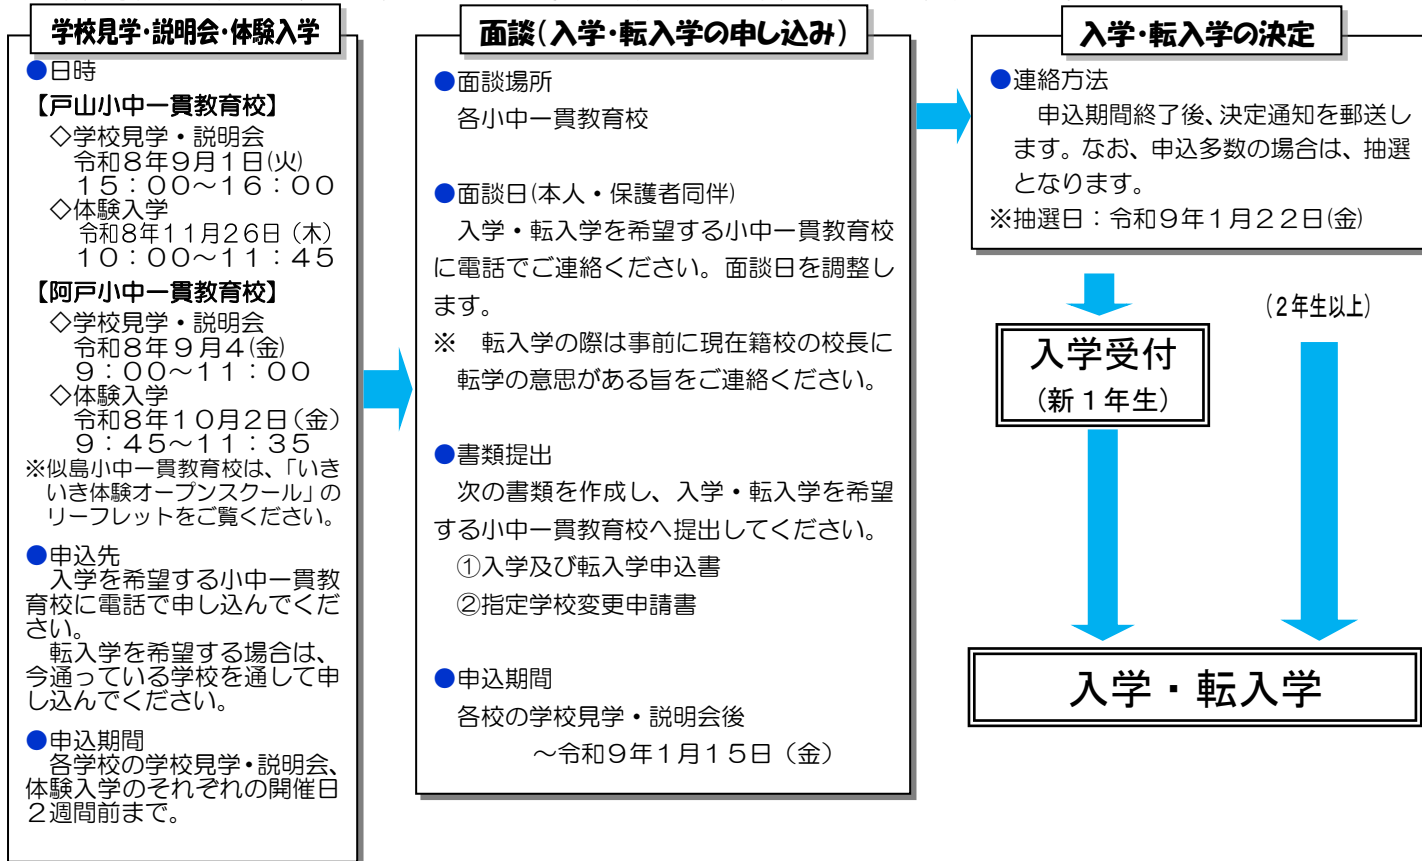 学校見学・説明会・体験入学
●日時
【戸山小中一貫教育校】
◇学校見学・説明会
令和８年９月１日(火)
１５：００～１６：００
◇体験入学
令和８年１１月２６日（木）
１０：００～１１：４５
【阿戸小中一貫教育校】
◇学校見学・説明会
令和８年９月４(金)
９：００～１１：００
◇体験入学
令和８年１０月２日（金）
９：４５～１１：３５
※似島小中一貫教育校は、「いき
いき体験オープンスクール」の
リーフレットをご覧ください。
●申込先
入学を希望する小中一貫教
育校に電話で申し込んでくだ
さい。
転入学を希望する場合は、
今通っている学校を通して申
し込んでください。
●申込期間
各学校の学校見学・説明会、
体験入学のそれぞれの開催日
２週間前まで。
面談（入学・転入学の申し込み）
●面談場所
各小中一貫教育校
●面談日(本人・保護者同伴)
入学・転入学を希望する小中一貫教育校
に電話でご連絡ください。面談日を調整し
ます。
※　転入学の際は事前に現在籍校の校長に
転学の意思がある旨をご連絡ください。
●書類提出
次の書類を作成し、入学・転入学を希望
する小中一貫教育校へ提出してください。
①入学及び転入学申込書
②指定学校変更申請書
●申込期間
各校の学校見学・説明会後
～令和９年１月１５日（金）
入学・転入学の決定
●連絡方法
申込期間終了後、決定通知を郵送し
ます。なお、申込多数の場合は、抽選
となります。
※抽選日：令和９年１月２２日(金)
入学受付
（新１年生）
（２年生以上）
入学・転入学